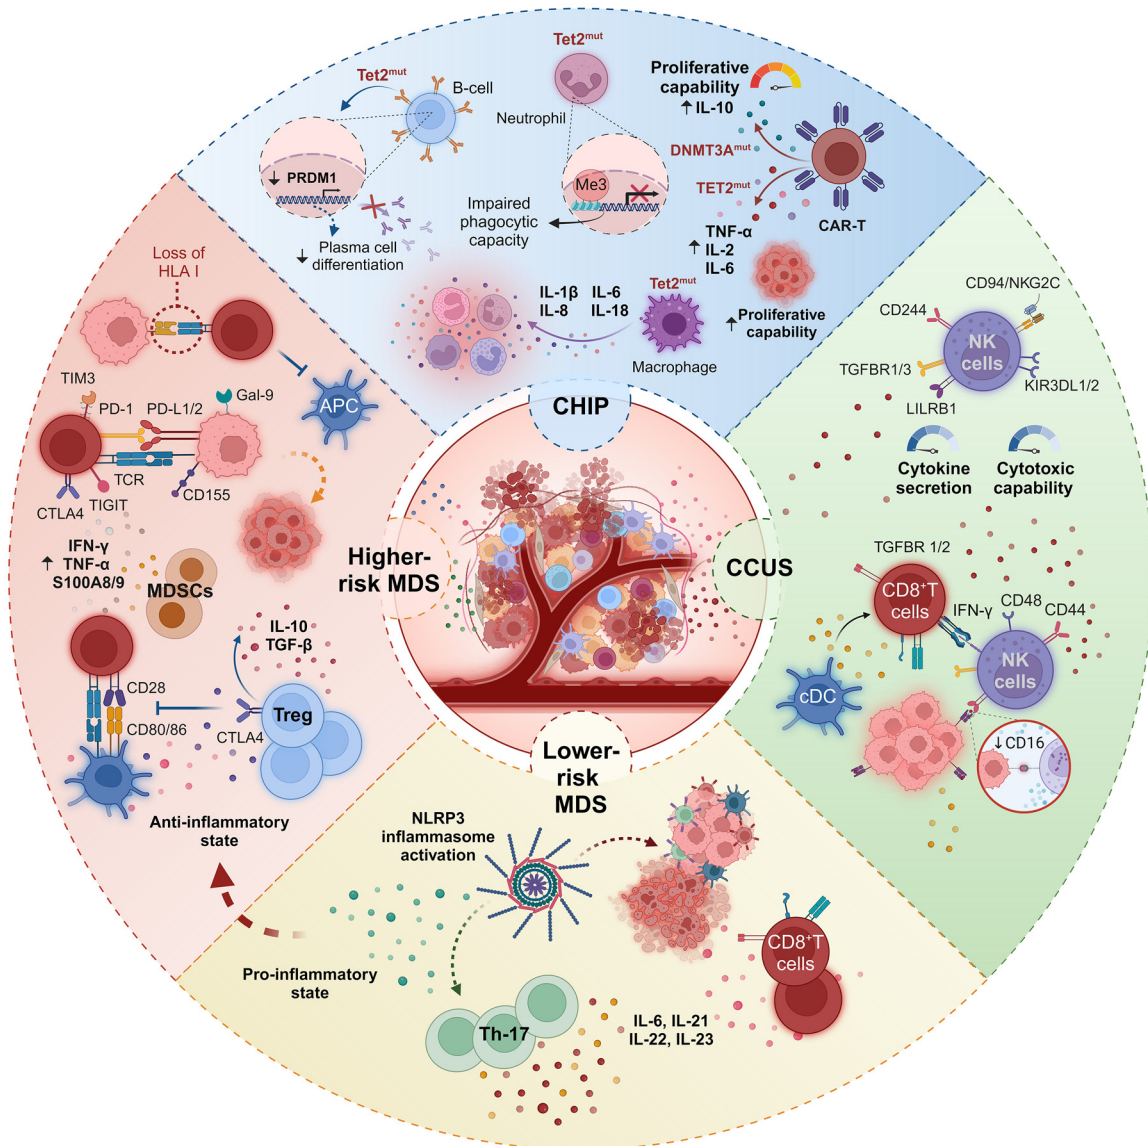 Tet2mut
B-cell
PRDM1
Plasma cell
differentiation
Tet2mut
Neutrophil
Me3
Impaired
phagocytic
capacity
Proliferative
capability
↑ IL-10
DNMT3Amut
TET2mut
CAR-T
↑ TNF-α
IL-2
IL-6
↑ Proliferative
capability
Tet2mut
Macrophage
IL-1β IL-6
IL-8 IL-18
CHIP
CD94/NKG2C
CD244
NK
cells
TGFBR1/3
KIR3DL1/2
LILRB1
Cytokine
secretion
Cytotoxic
capability
CCUS
TGFBR 1/2
CD8+T
cells
IFN-γ
CD48
CD44
NK
cells
cDC
↓CD16
Lower-
risk
MDS
NLRP3
inflammasome
activation
CD8+T
cells
Pro-inflammatory
state
Th-17
IL-6, IL-21
IL-22, IL-23
Higher-
risk MDS
Loss of
HLA I
APC
TIM3
PD-1
PD-L1/2
Gal-9
TCR
CD155
CTLA4
TIGIT
↑ IFN-γ
TNF-α
S100A8/9
MDSCs
IL-10
TGF-β
CD28
CD80/86
CTLA4
Treg
Anti-inflammatory
state